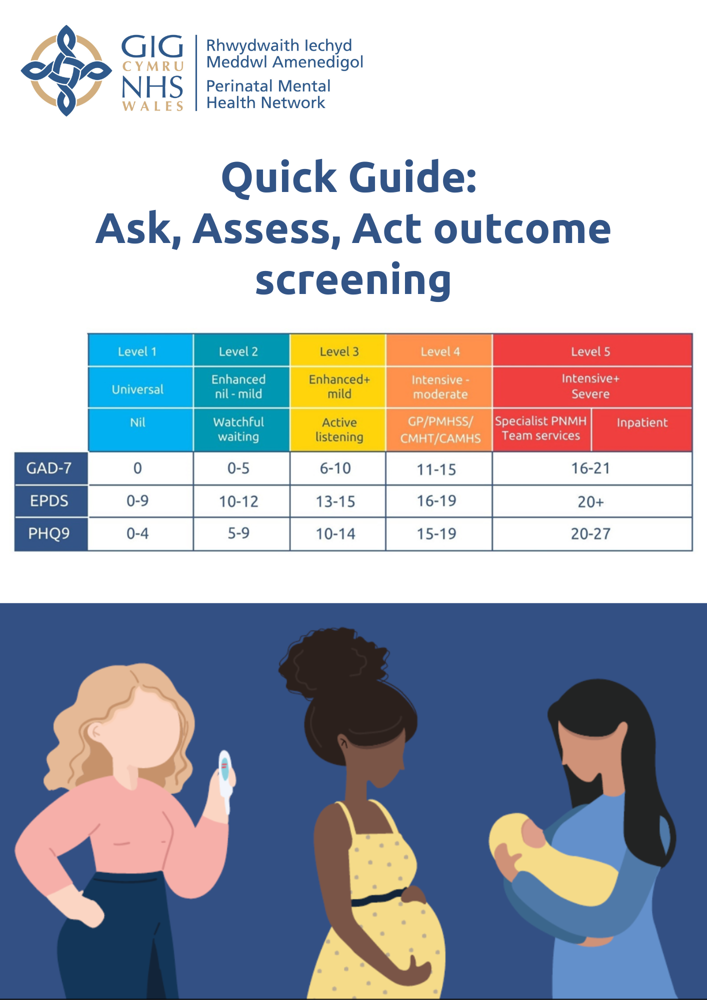 GIG
CYMRU
NHS
WALES
Rhwydwaith Iechyd
Meddwl Amenedigol
Perinatal Mental
Health Network
Quick Guide:
Ask, Assess, Act outcome
screening
Level 1 Level 2 Level 3 Level 4 Level 5
Universal
Enhanced
nil - mild
Enhanced+
mild
Intensive -
moderate
Intensive+
Severe
Nil
Watchful
waiting
Active
listening
GP/PMHSS/
CMHT/CAMHS
Specialist PNMH
Team services
Inpatient
GAD-7 0 0-5 6-10 11-15 16-21
EPDS 0-9 10-12 13-15 16-19 20+
PHQ9 0-4 5-9 10-14 15-19 20-27